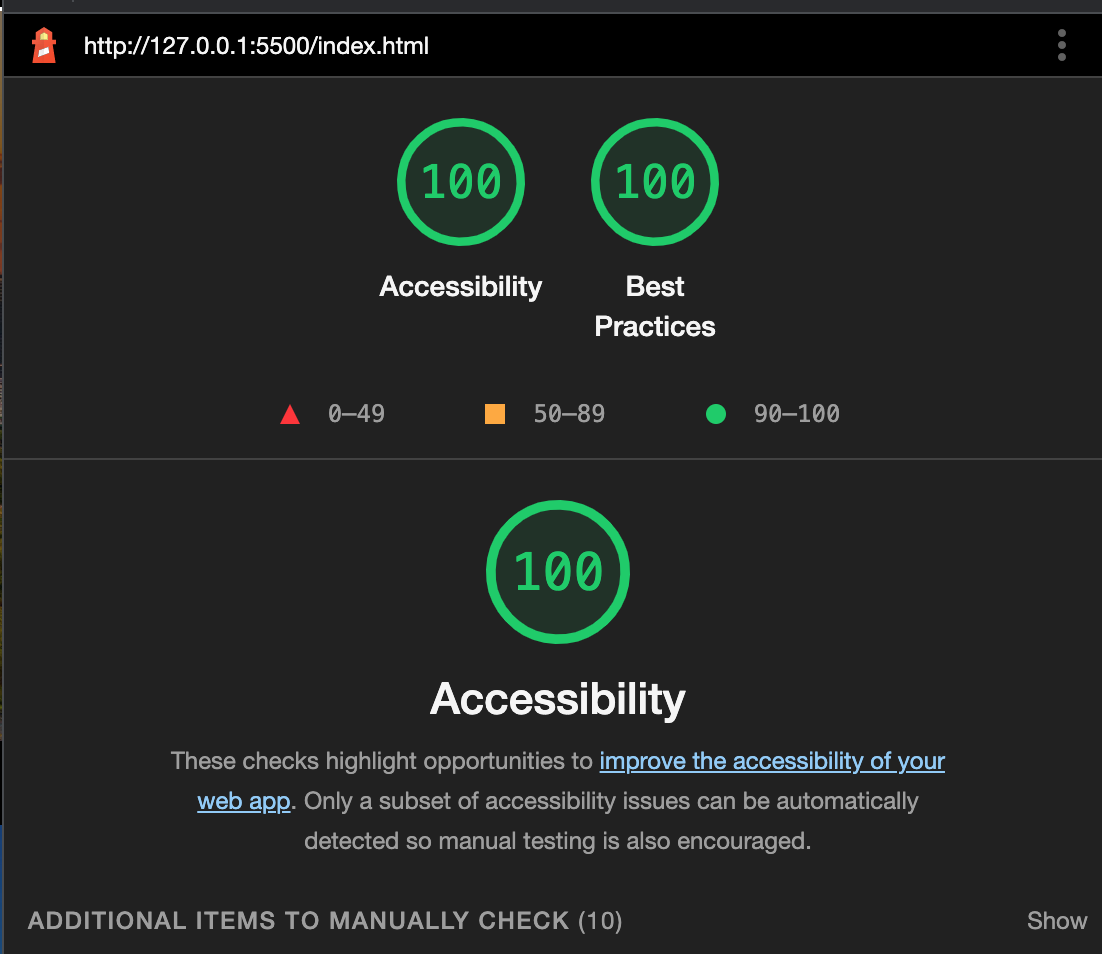 http://127.0.0.1:5500/index.html
100
100
Accessibility
Best
Practices
0–49
50–89
90–100
100
Accessibility
These checks highlight opportunities to improve the accessibility of your
web app. Only a subset of accessibility issues can be automatically
detected so manual testing is also encouraged.
ADDITIONAL ITEMS TO MANUALLY CHECK (10)
Show